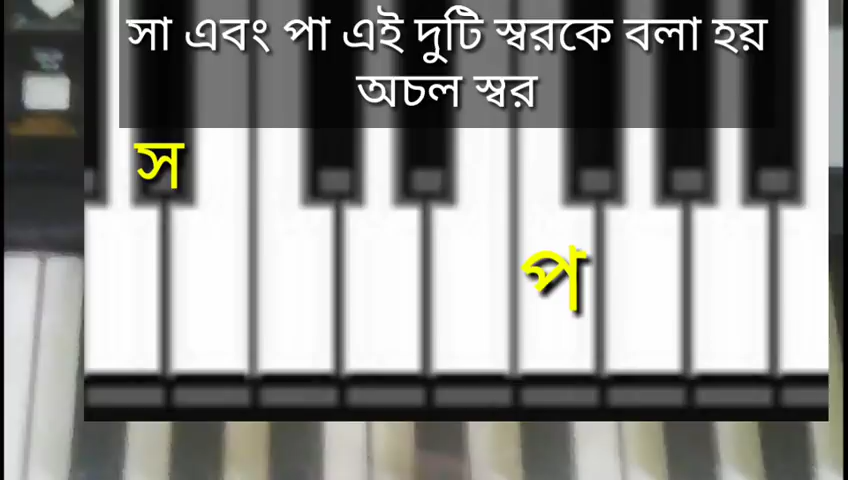 সা এবং পা এই দুটি স্বরকে বলা হয়
অচল স্বর
স
প